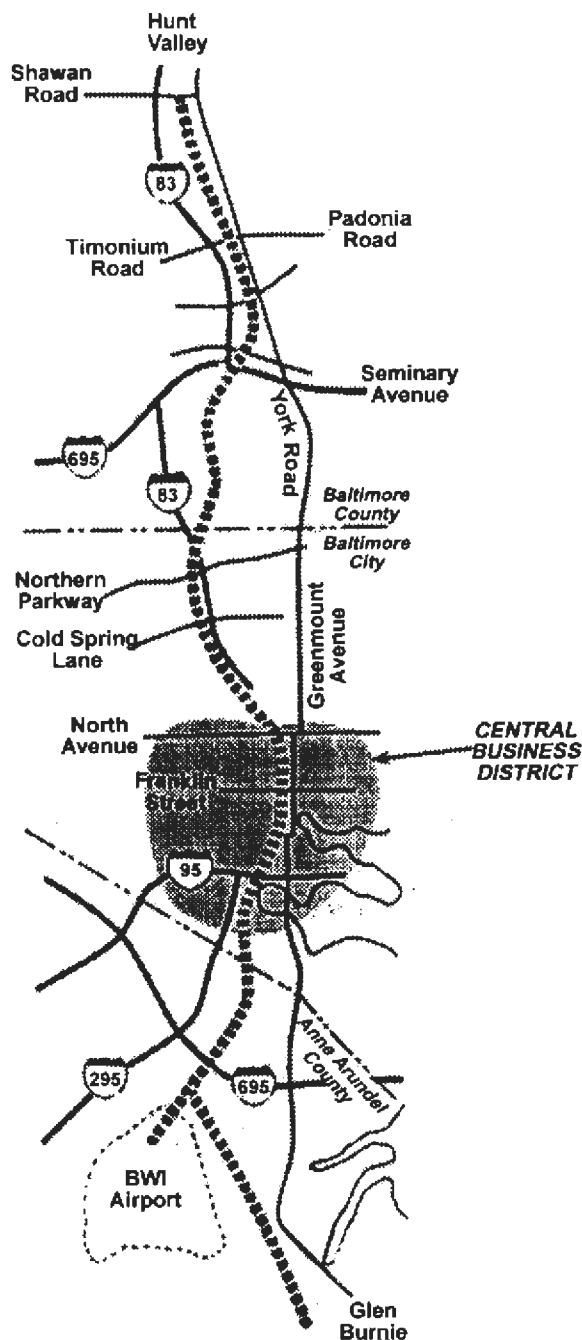 Hunt
Valley
Shawan
Road
83
Padonia
Road
Timonium
Road
Seminary
Avenue
York Road
695
83
Baltimore
County
Baltimore
City
Northern
Parkway
Cold Spring
Lane
Greenmount
Avenue
North
Avenue
CENTRAL
BUSINESS
DISTRICT
Franklin
Street
95
Anne Arundel
County
295
695
BWI
Airport
Glen
Burnie